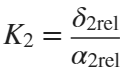 K₂ = δ₂rel / α₂rel